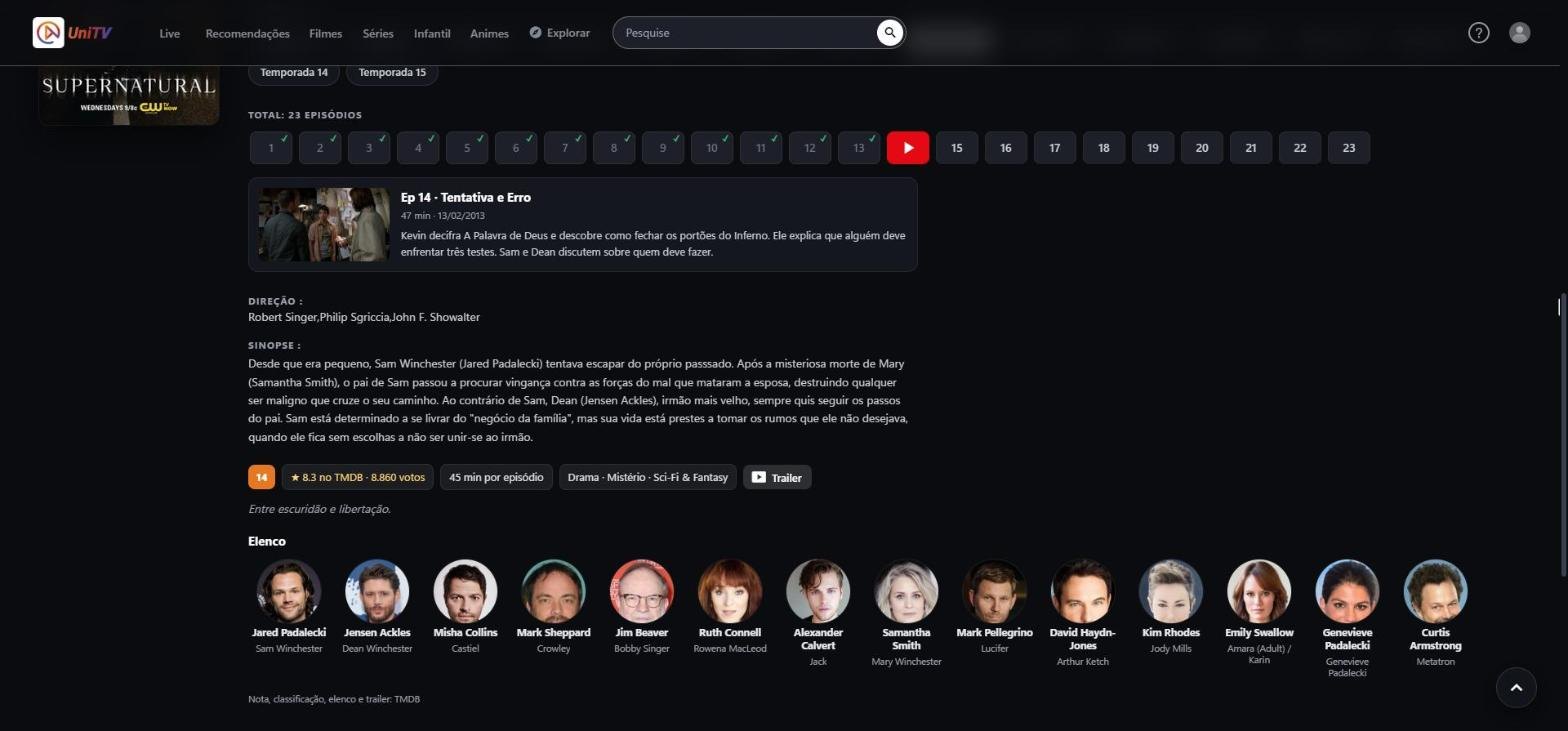 UniTV
Live
Recomendações
Filmes
Séries
Infantil
Animes
Explorar
Pesquise
?
SUPERNATURAL
WEDNESDAYS 9/8c CW TV NOW
Temporada 14
Temporada 15
TOTAL: 23 EPISÓDIOS
1 ✓
2 ✓
3 ✓
4 ✓
5 ✓
6 ✓
7 ✓
8 ✓
9 ✓
10 ✓
11 ✓
12 ✓
13 ✓
15
16
17
18
19
20
21
22
23
Ep 14 · Tentativa e Erro
47 min · 13/02/2013
Kevin decifra A Palavra de Deus e descobre como fechar os portões do Inferno. Ele explica que alguém deve
enfrentar três testes. Sam e Dean discutem sobre quem deve fazer.
DIREÇÃO :
Robert Singer,Philip Sgriccia,John F. Showalter
SINOPSE :
Desde que era pequeno, Sam Winchester (Jared Padalecki) tentava escapar do próprio passsado. Após a misteriosa morte de Mary
(Samantha Smith), o pai de Sam passou a procurar vingança contra as forças do mal que mataram a esposa, destruindo qualquer
ser maligno que cruze o seu caminho. Ao contrário de Sam, Dean (Jensen Ackles), irmão mais velho, sempre quis seguir os passos
do pai. Sam está determinado a se livrar do "negócio da família", mas sua vida está prestes a tomar os rumos que ele não desejava,
quando ele fica sem escolhas a não ser unir-se ao irmão.
14
★ 8.3 no TMDB · 8.860 votos
45 min por episódio
Drama · Mistério · Sci-Fi & Fantasy
Trailer
Entre escuridão e libertação.
Elenco
Jared Padalecki
Sam Winchester
Jensen Ackles
Dean Winchester
Misha Collins
Castiel
Mark Sheppard
Crowley
Jim Beaver
Bobby Singer
Ruth Connell
Rowena MacLeod
Alexander
Calvert
Jack
Samantha
Smith
Mary Winchester
Mark Pellegrino
Lucifer
David Haydn-
Jones
Arthur Ketch
Kim Rhodes
Jody Mills
Emily Swallow
Amara (Adult) /
Karin
Genevieve
Padalecki
Genevieve
Padalecki
Curtis
Armstrong
Metatron
Nota, classificação, elenco e trailer: TMDB